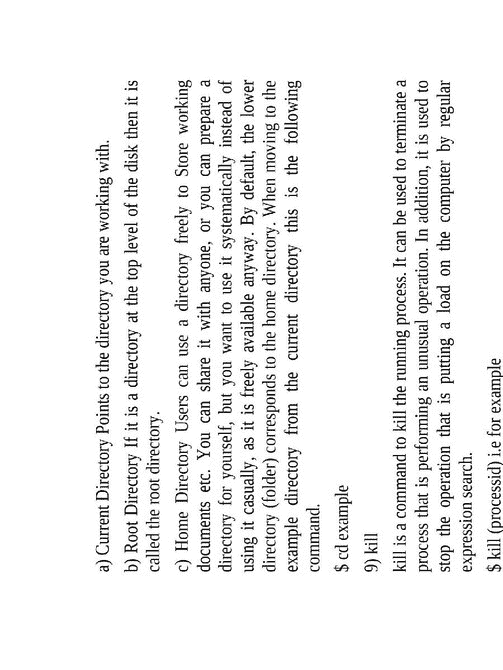 a) Current Directory Points to the directory you are working with.
b) Root Directory If it is a directory at the top level of the disk then it is
called the root directory.
c) Home Directory Users can use a directory freely to Store working
documents etc. You can share it with anyone, or you can prepare a
directory for yourself, but you want to use it systematically instead of
using it casually, as it is freely available anyway. By default, the lower
directory (folder) corresponds to the home directory. When moving to the
example directory from the current directory this is the following
command.
$ cd example
9) kill
kill is a command to kill the running process. It can be used to terminate a
process that is performing an unusual operation. In addition, it is used to
stop the operation that is putting a load on the computer by regular
expression search.
$ kill (processid) i.e for example